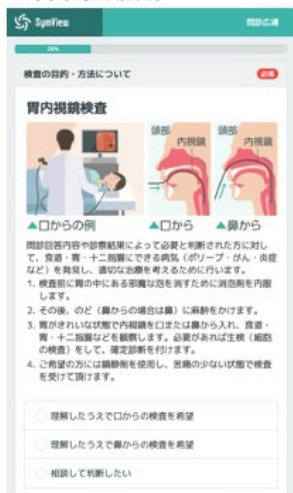 SymView 問診広場
28%
検査の目的・方法について 必須
胃内視鏡検査
頭部
内視鏡
頭部
内視鏡
▲口からの例 ▲口から ▲鼻から
問診回答内容や診察結果によって必要と判断された方に対し
て、食道・胃・十二指腸にできる病気（ポリープ・がん・炎症
など）を発見し、適切な治療を考えるために行います。
1. 検査前に胃の中にある邪魔な泡を消すために消泡剤を内服
します。
2. その後、のど（鼻からの場合は鼻）に麻酔をかけます。
3. 胃がきれいな状態で内視鏡を口または鼻から入れ、食道・
胃・十二指腸などを観察します。必要があれば生検（細胞
の検査）をして、確定診断を付けます。
4. ご希望の方には鎮静剤を使用し、苦痛の少ない状態で検査
を受けて頂けます。
理解したうえで口からの検査を希望
理解したうえで鼻からの検査を希望
相談して判断したい